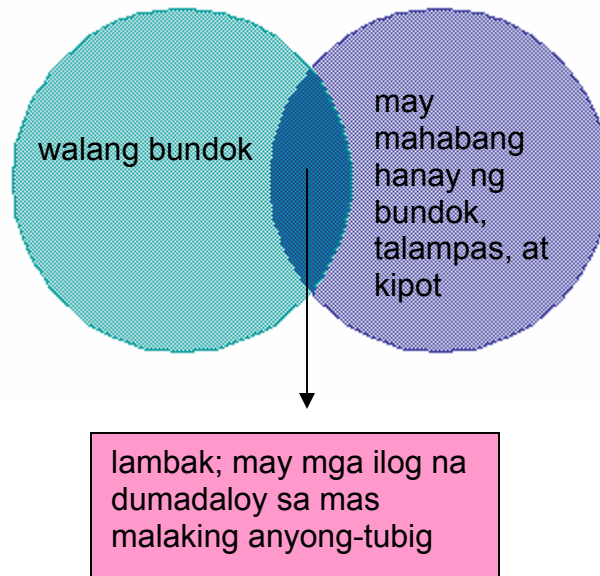 walang bundok
may
mahabang
hanay ng
bundok,
talampas, at
kipot
lambak; may mga ilog na
dumadaloy sa mas
malaking anyong-tubig